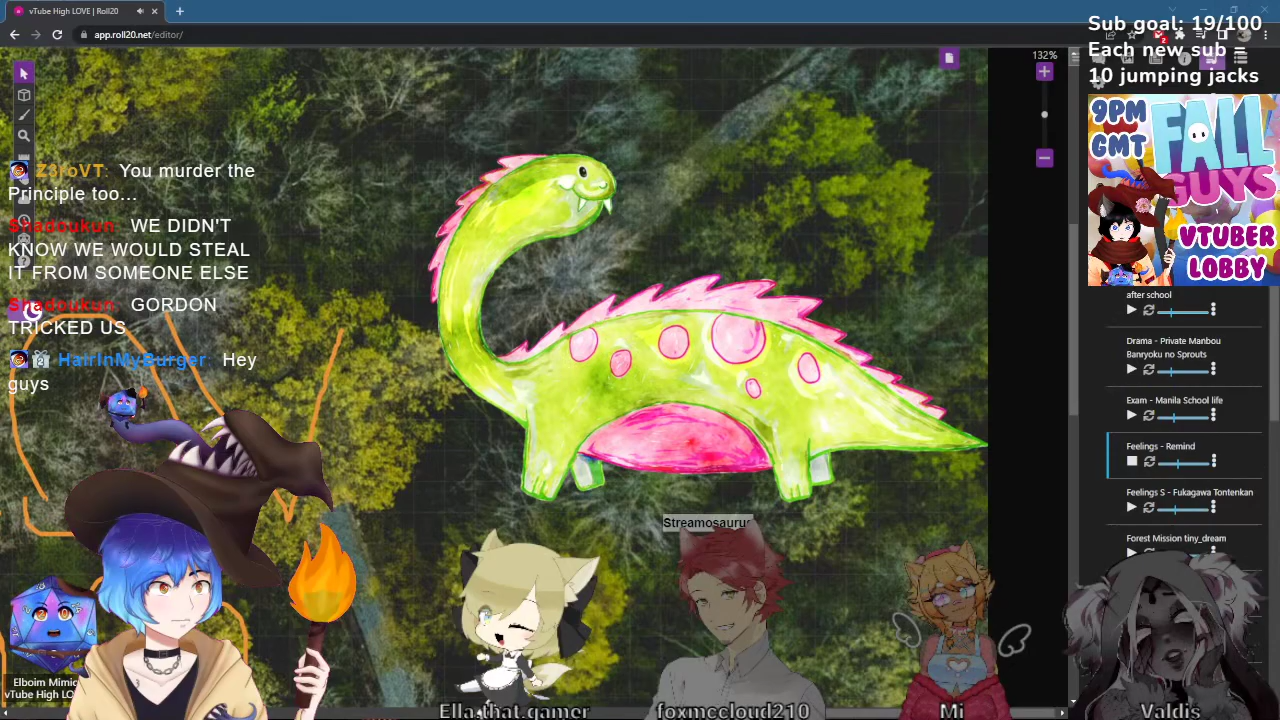 vTube High LOVE | Roll20
app.roll20.net/editor/
132%
Sub goal: 19/100
Each new sub =
10 jumping jacks
9PM
GMT
FALL
GUYS
VTUBER
LOBBY
Z3roVT: You murder the
Principle too...
Shadoukun: WE DIDN'T
KNOW WE WOULD STEAL
IT FROM SOMEONE ELSE
Shadoukun: GORDON
TRICKED US
HairInMyBurger: Hey
guys
after school
Drama - Private Manbou
Banryoku no Sprouts
Exam - Manila School life
Feelings - Remind
Feelings S - Fukagawa Tontenkan
Forest Mission tiny_dream
Streamosaurus
Elboim Mimic
vTube High LOVE
Ella.that.gamer
foxmccloud210
Mi
Valdis